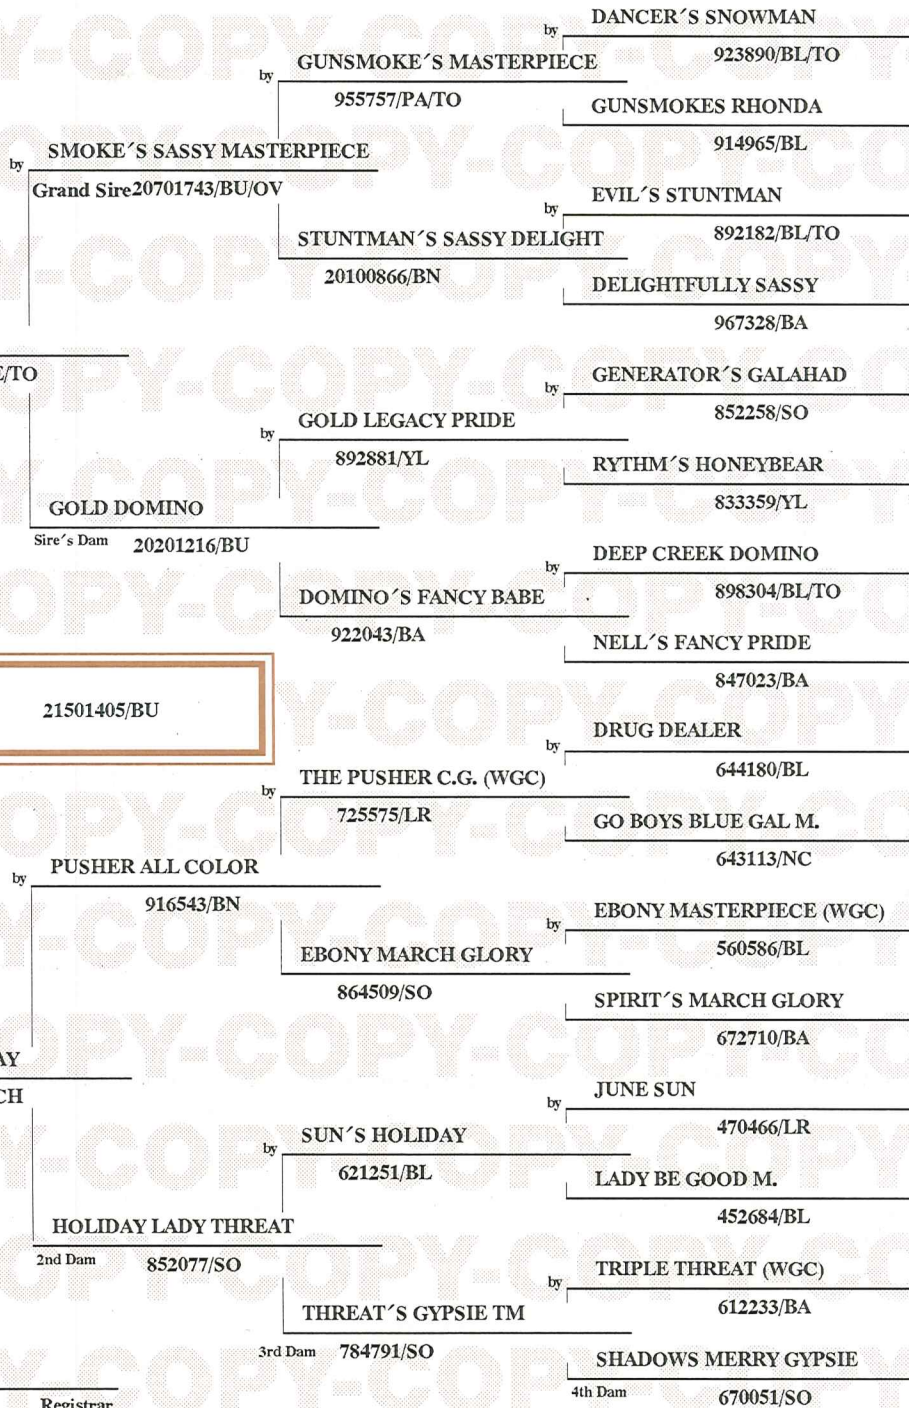 by DANCER´S SNOWMAN
923890/BL/TO
by GUNSMOKE´S MASTERPIECE
955757/PA/TO
GUNSMOKES RHONDA
914965/BL
by SMOKE´S SASSY MASTERPIECE
Grand Sire 20701743/BU/OV
by EVIL´S STUNTMAN
892182/BL/TO
STUNTMAN´S SASSY DELIGHT
20100866/BN
DELIGHTFULLY SASSY
967328/BA
E/TO
by GENERATOR´S GALAHAD
852258/SO
by GOLD LEGACY PRIDE
892881/YL
RYTHM´S HONEYBEAR
833359/YL
GOLD DOMINO
Sire´s Dam 20201216/BU
by DEEP CREEK DOMINO
898304/BL/TO
DOMINO´S FANCY BABE
922043/BA
NELL´S FANCY PRIDE
847023/BA
21501405/BU
by DRUG DEALER
644180/BL
by THE PUSHER C.G. (WGC)
725575/LR
GO BOYS BLUE GAL M.
643113/NC
by PUSHER ALL COLOR
916543/BN
by EBONY MASTERPIECE (WGC)
560586/BL
EBONY MARCH GLORY
864509/SO
SPIRIT´S MARCH GLORY
672710/BA
AY
CH
by JUNE SUN
470466/LR
by SUN´S HOLIDAY
621251/BL
LADY BE GOOD M.
452684/BL
HOLIDAY LADY THREAT
2nd Dam 852077/SO
by TRIPLE THREAT (WGC)
612233/BA
THREAT´S GYPSIE TM
3rd Dam 784791/SO
SHADOWS MERRY GYPSIE
4th Dam 670051/SO
Registrar
COPY-COPY-COPY